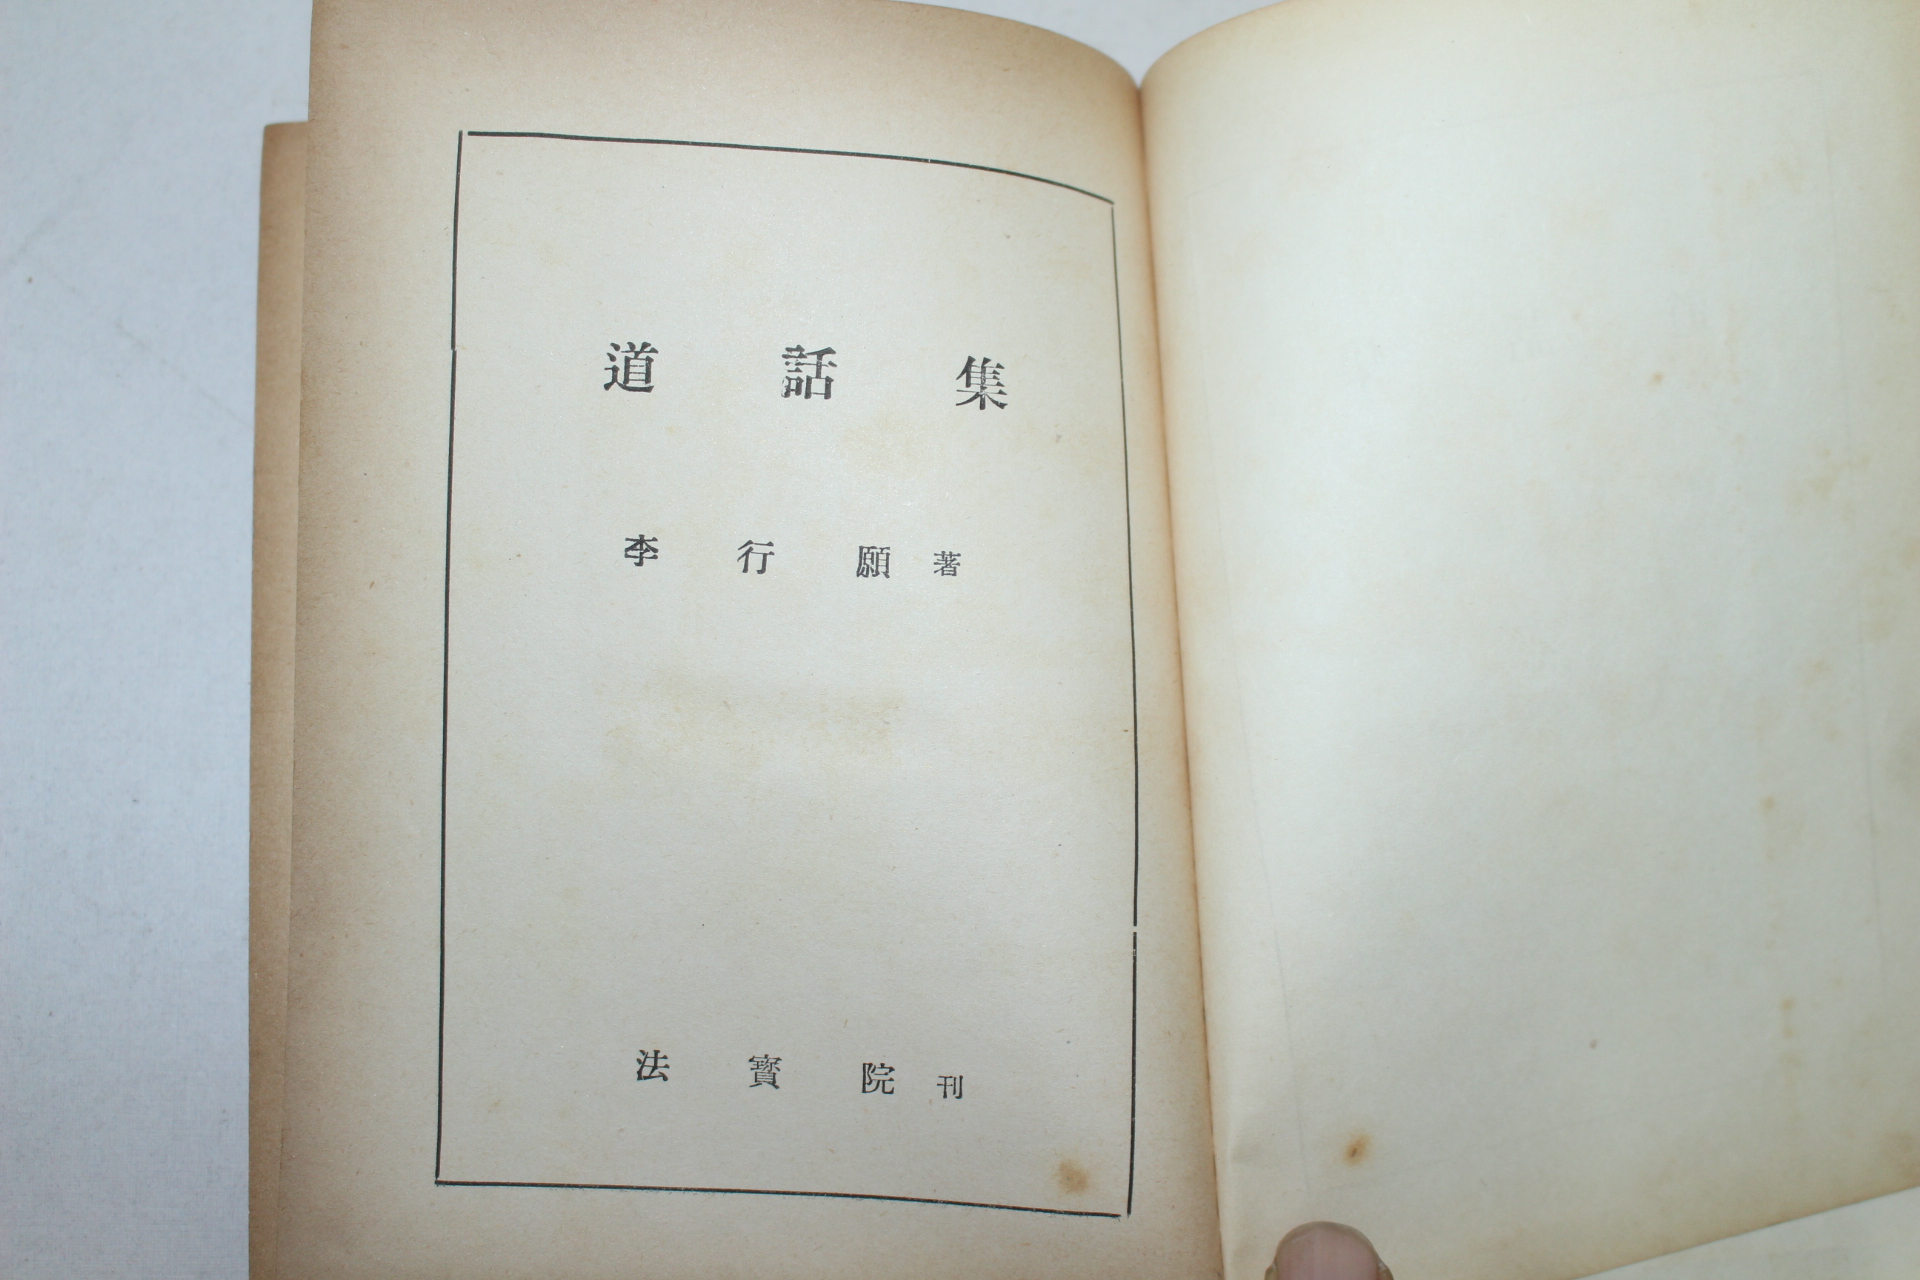 道話集
李行願 著
法寶院 刊